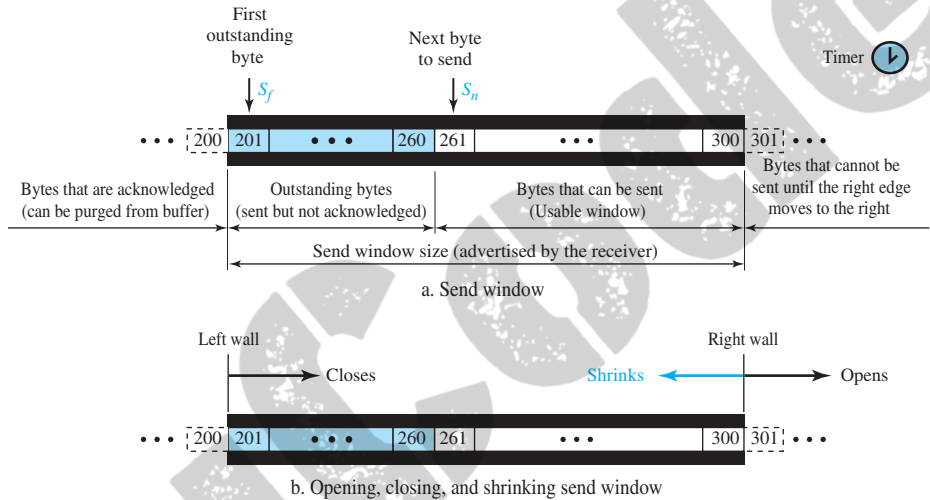 First
outstanding
byte
Next byte
to send
Timer
S_f
S_n
••• 200 201 ••• 260 261 ••• 300 301 •••
Bytes that are acknowledged
(can be purged from buffer)
Outstanding bytes
(sent but not acknowledged)
Bytes that can be sent
(Usable window)
Bytes that cannot be
sent until the right edge
moves to the right
Send window size (advertised by the receiver)
a. Send window
Left wall
Right wall
Closes
Shrinks
Opens
••• 200 201 ••• 260 261 ••• 300 301 •••
b. Opening, closing, and shrinking send window